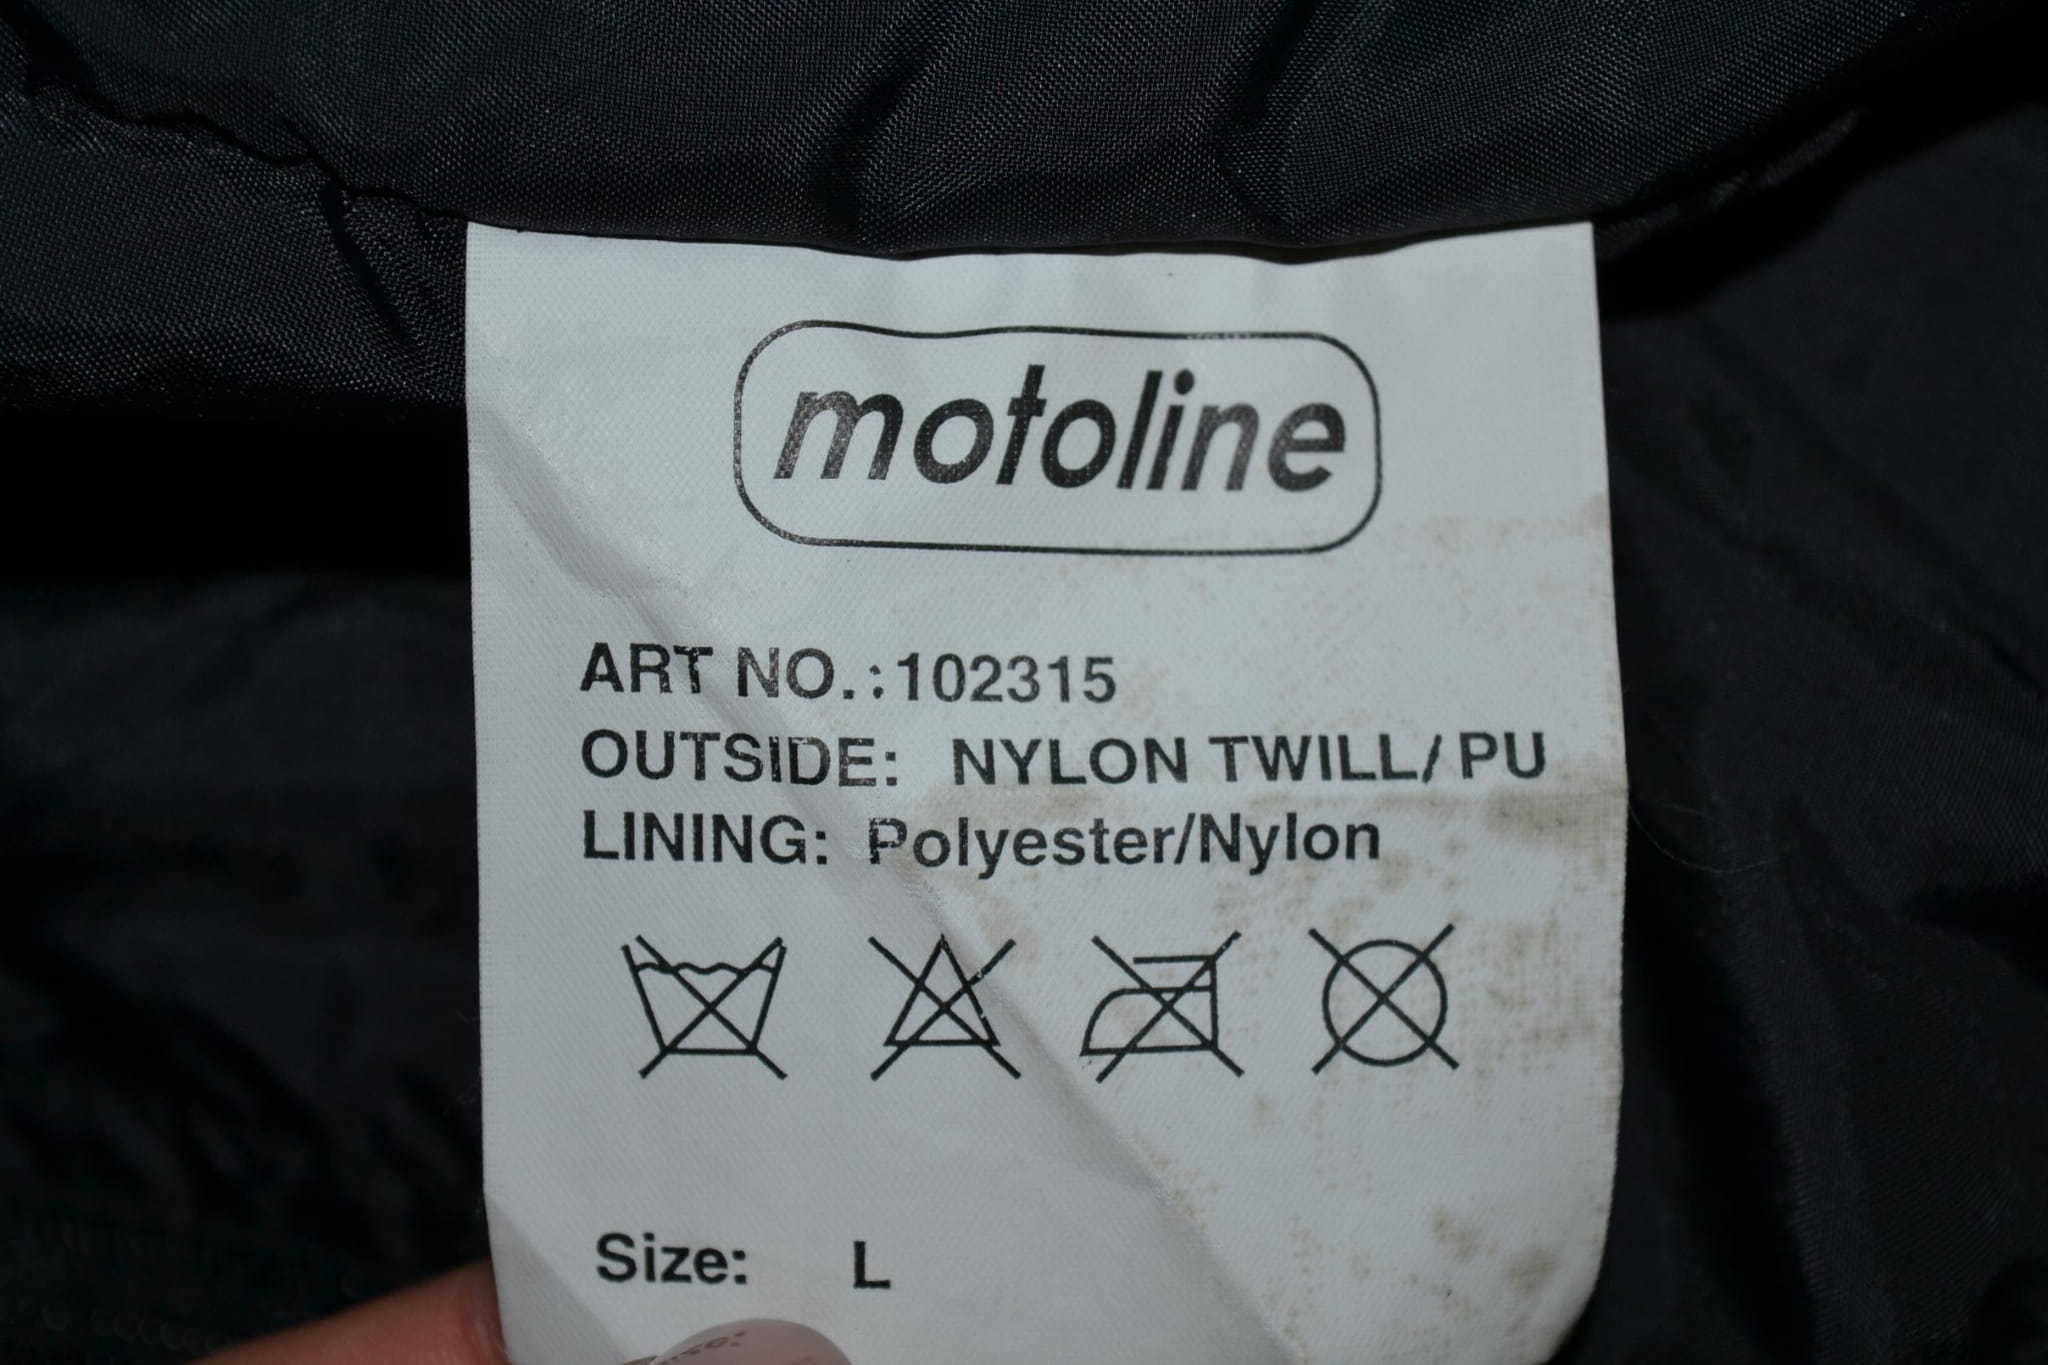 motoline
ART NO.:102315
OUTSIDE: NYLON TWILL/ PU
LINING: Polyester/Nylon
Size: L